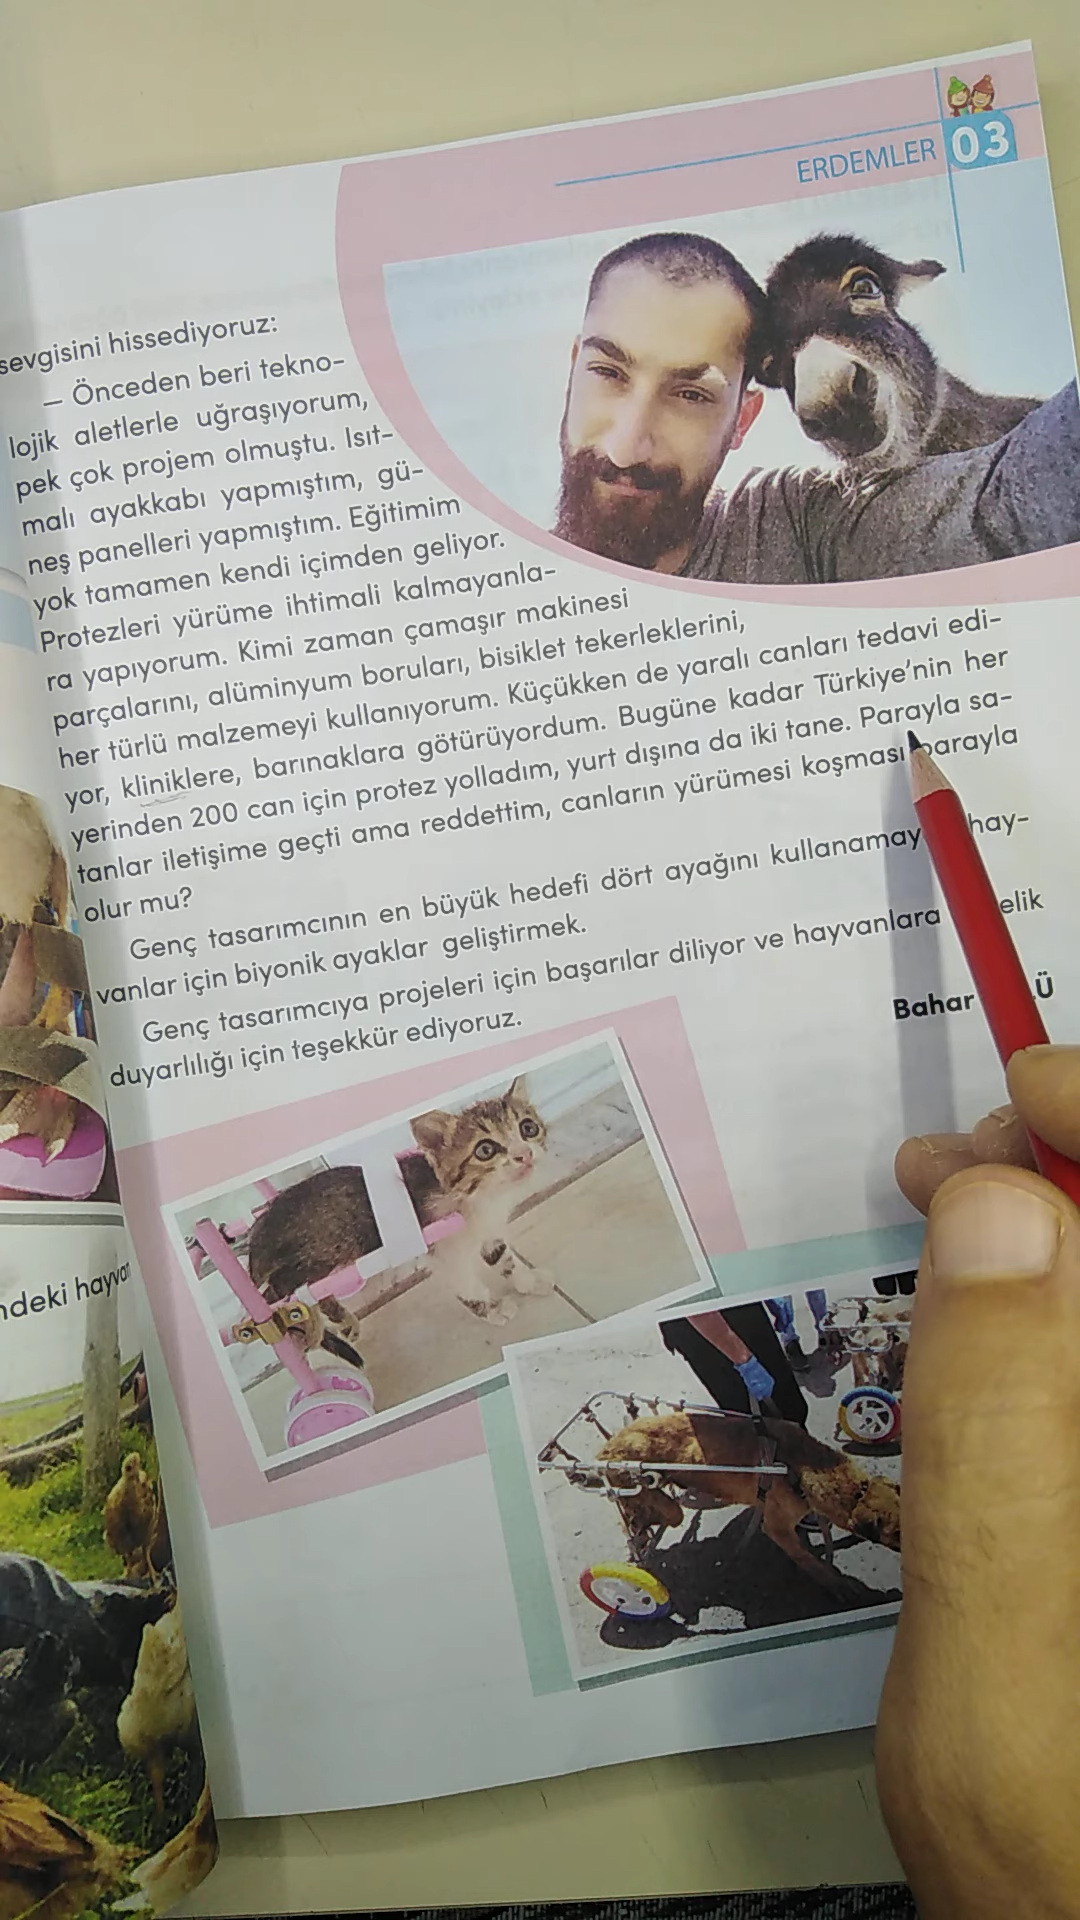 ERDEMLER 03
sevgisini hissediyoruz:
– Önceden beri tekno-
lojik aletlerle uğraşıyorum,
pek çok projem olmuştu. Isıt-
malı ayakkabı yapmıştım, gü-
neş panelleri yapmıştım. Eğitimim
yok tamamen kendi içimden geliyor.
Protezleri yürüme ihtimali kalmayanla-
ra yapıyorum. Kimi zaman çamaşır makinesi
parçalarını, alüminyum boruları, bisiklet tekerleklerini,
her türlü malzemeyi kullanıyorum. Küçükken de yaralı canları tedavi edi-
yor, kliniklere, barınaklara götürüyordum. Bugüne kadar Türkiye'nin her
yerinden 200 can için protez yolladım, yurt dışına da iki tane. Parayla sa-
tanlar iletişime geçti ama reddettim, canların yürümesi koşması parayla
olur mu?
Genç tasarımcının en büyük hedefi dört ayağını kullanamay hay-
vanlar için biyonik ayaklar geliştirmek.
Genç tasarımcıya projeleri için başarılar diliyor ve hayvanlara elik
duyarlılığı için teşekkür ediyoruz.
Bahar Ü
ndeki hayvan